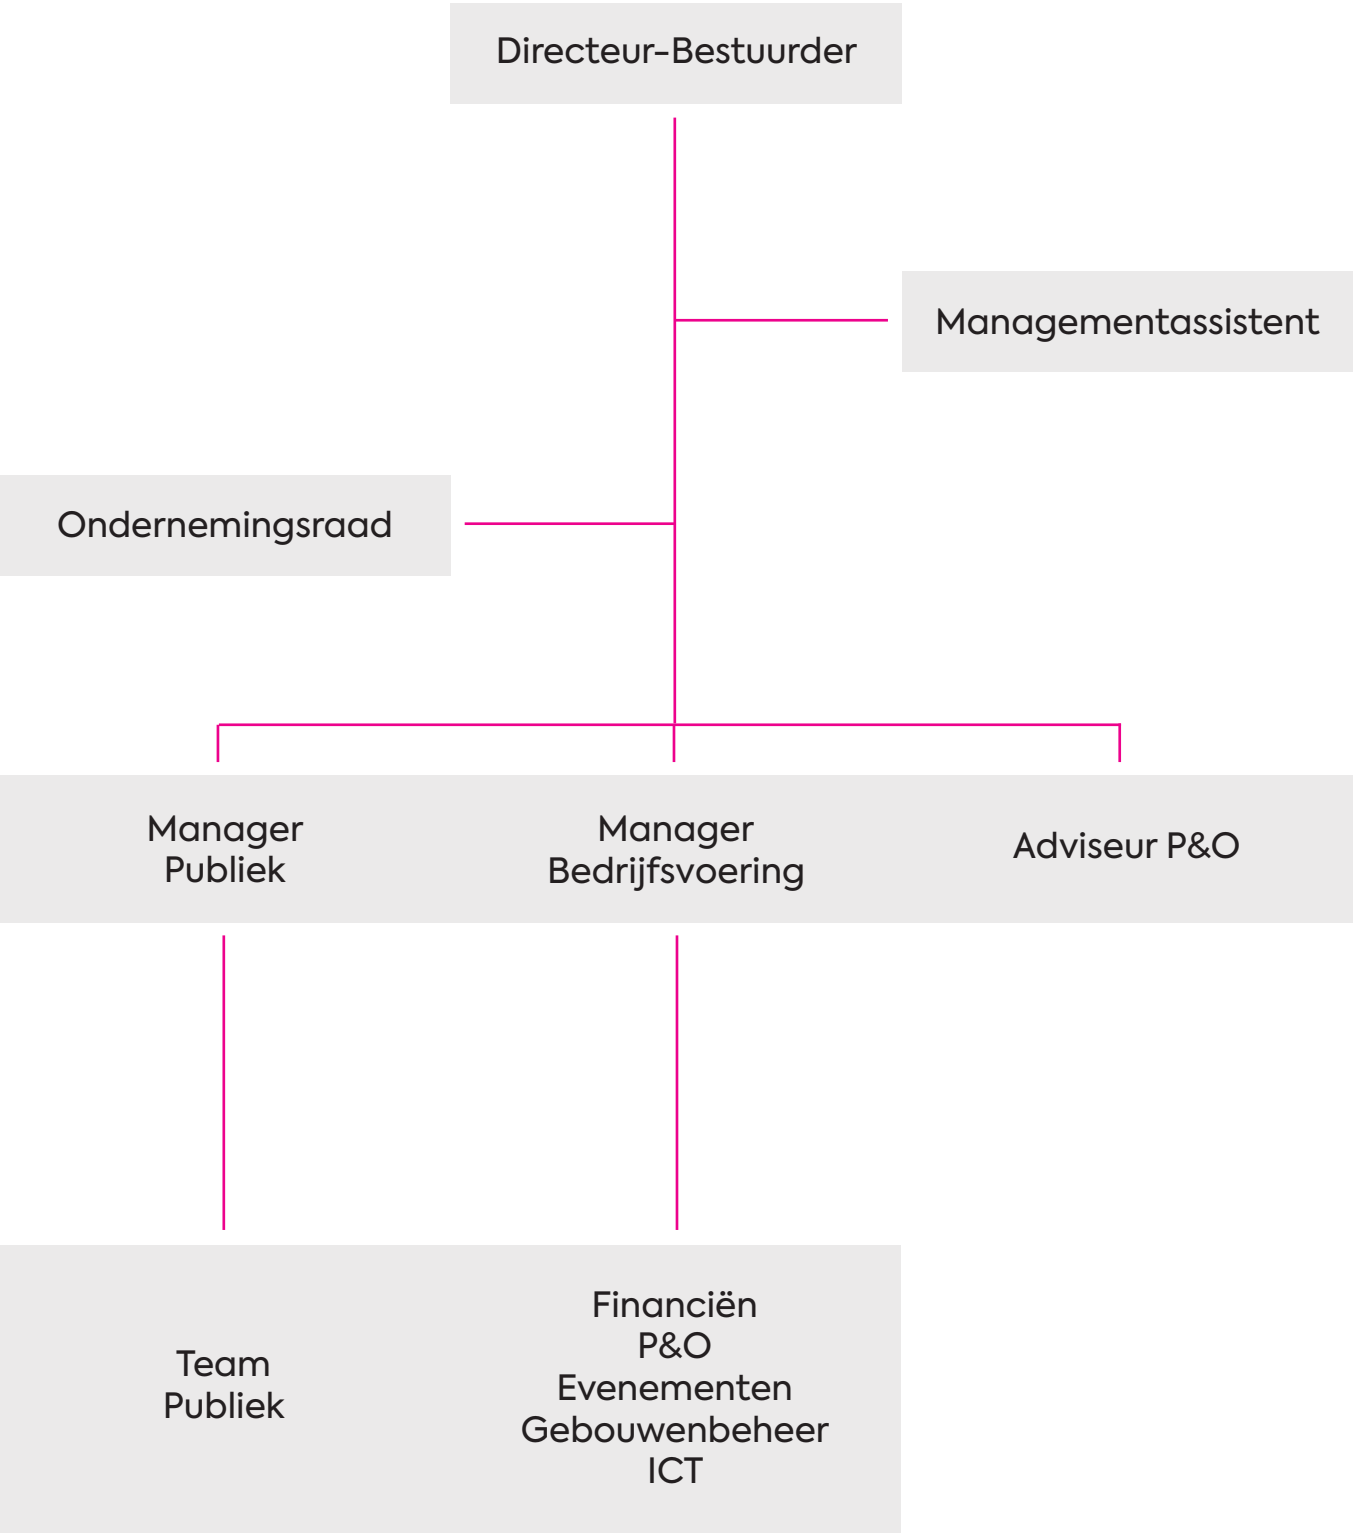 Directeur-Bestuurder
Managementassistent
Ondernemingsraad
Manager
Publiek
Manager
Bedrijfsvoering
Adviseur P&O
Team
Publiek
Financiën
P&O
Evenementen
Gebouwenbeheer
ICT